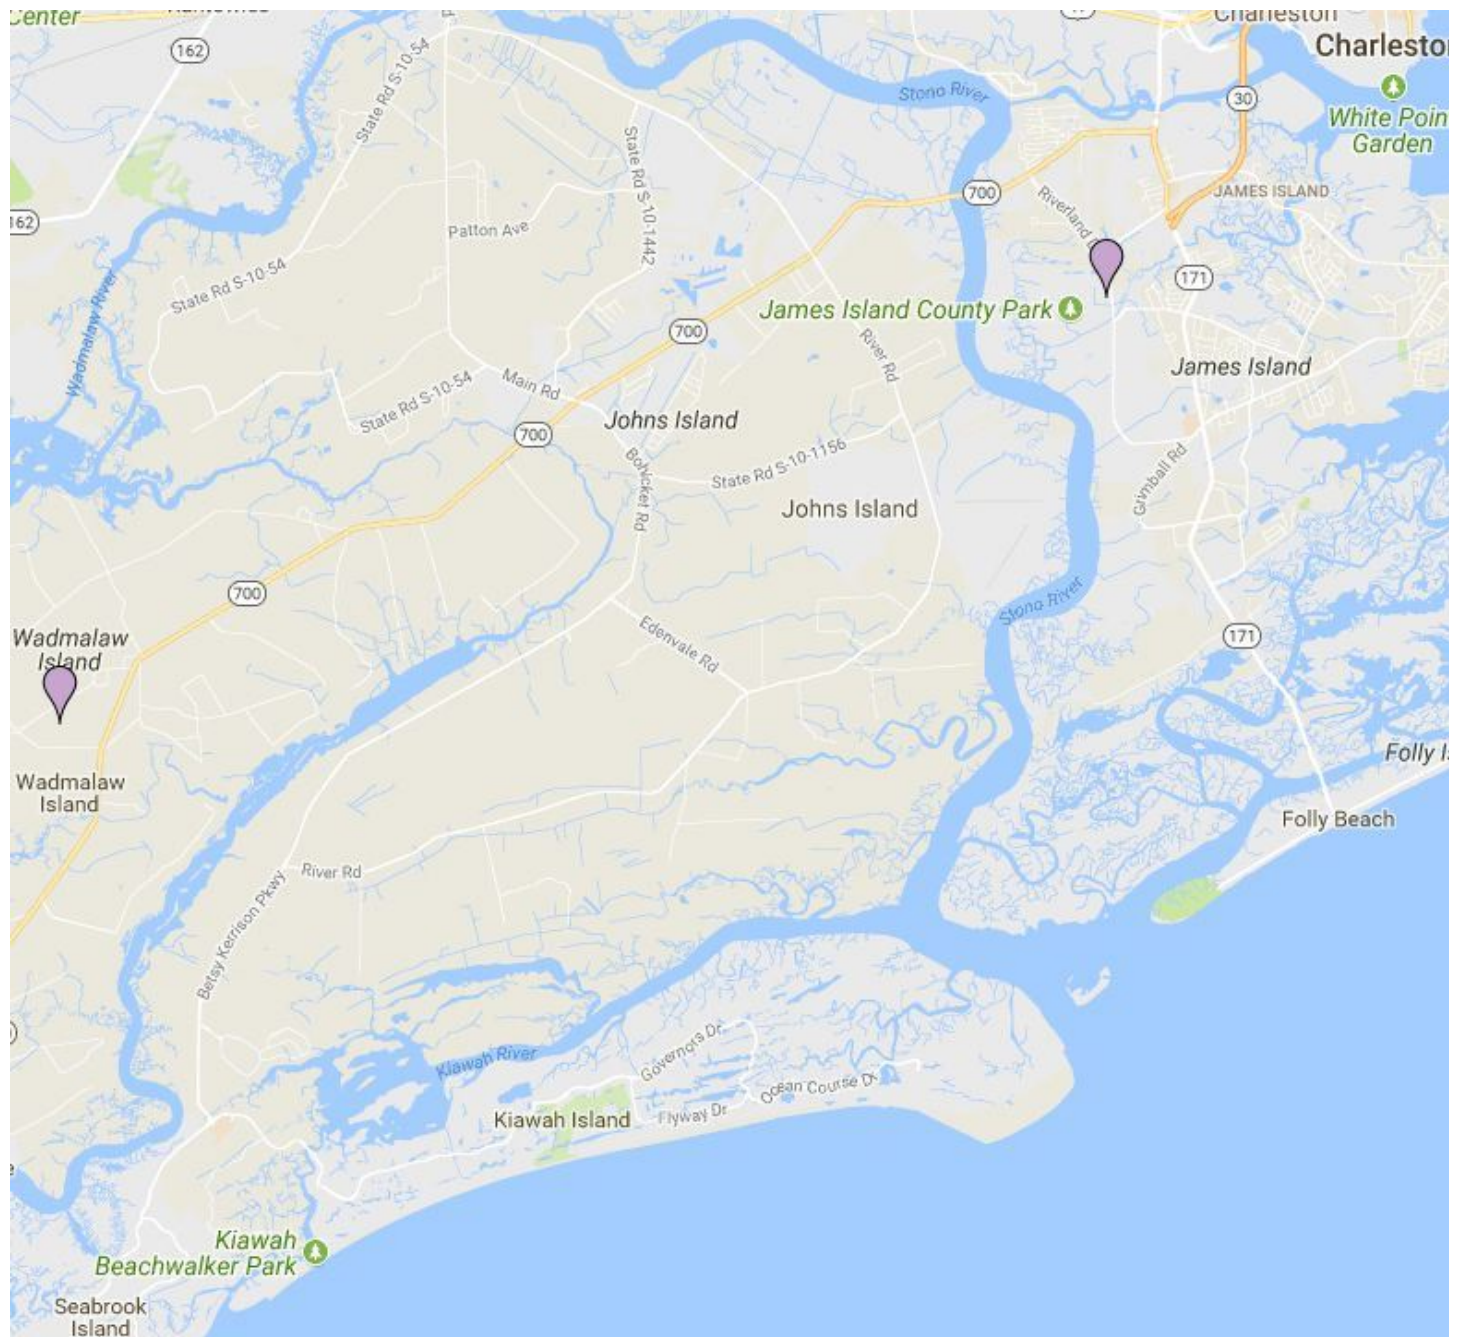 Center
162
State Rd S-10-54
Charleston
Charlesto
Stono River
30
White Poin
Garden
State Rd S-10-1442
700
JAMES ISLAND
Riverland
162
Patton Ave
Wadmalaw River
State Rd S-10-54
171
James Island County Park
700
River Rd
James Island
Main Rd
State Rd S-10-54
Johns Island
700
Bohicket Rd
State Rd S-10-1156
Grimball Rd
Johns Island
700
Stono River
Wadmalaw
Island
Edenvale Rd
171
Folly I
Wadmalaw
Island
Folly Beach
River Rd
Betsy Kerrison Pkwy
Kiawah River
Governors Dr
Ocean Course Dr
Kiawah Island
Flyway Dr
Kiawah
Beachwalker Park
Seabrook
Island